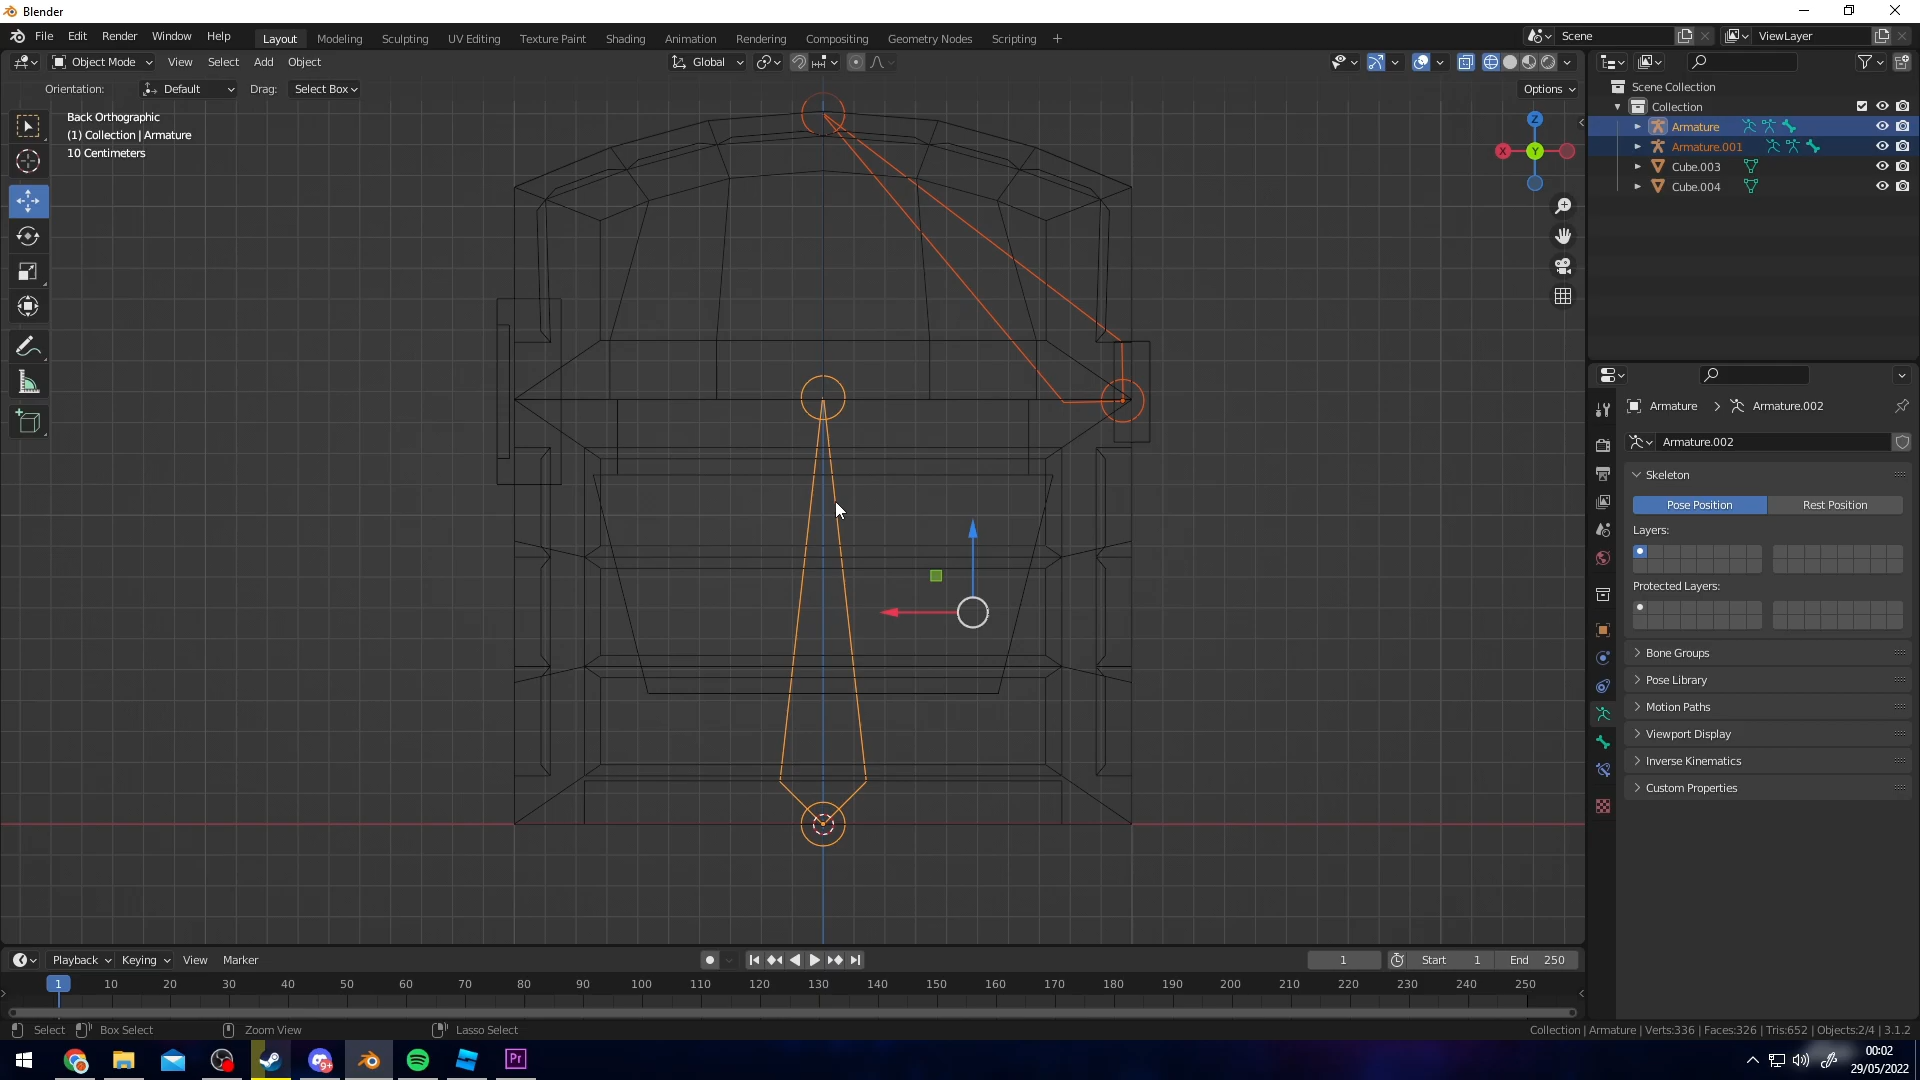 Blender
File Edit Render Window Help
Layout Modeling Sculpting UV Editing Texture Paint Shading Animation Rendering Compositing Geometry Nodes Scripting +
Scene
ViewLayer
Object Mode View Select Add Object
Global
Orientation: Default Drag: Select Box
Options
Back Orthographic
(1) Collection | Armature
10 Centimeters
Z
X
Y
Scene Collection
Collection
Armature
Armature.001
Cube.003
Cube.004
Armature > Armature.002
Armature.002
Skeleton
Pose Position Rest Position
Layers:
Protected Layers:
Bone Groups
Pose Library
Motion Paths
Viewport Display
Inverse Kinematics
Custom Properties
Playback Keying View Marker
1 Start 1 End 250
1 10 20 30 40 50 60 70 80 90 100 110 120 130 140 150 160 170 180 190 200 210 220 230 240 250
Select Box Select Zoom View Lasso Select
Collection | Armature | Verts:336 | Faces:326 | Tris:652 | Objects:2/4 | 3.1.2
9+
Pr
00:02
29/05/2022